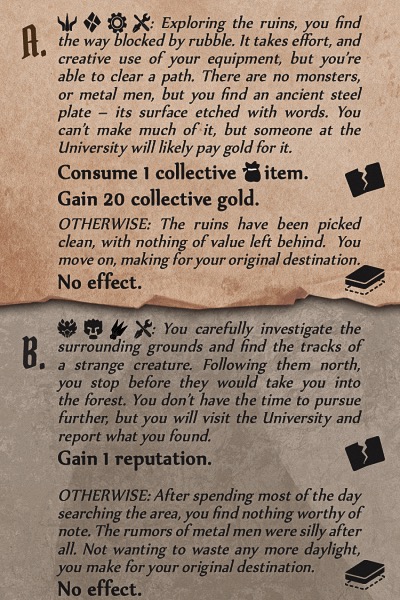 A. : Exploring the ruins, you find
the way blocked by rubble. It takes effort, and
creative use of your equipment, but you're
able to clear a path. There are no monsters,
or metal men, but you find an ancient steel
plate – its surface etched with words. You
can't make much of it, but someone at the
University will likely pay gold for it.
Consume 1 collective item.
Gain 20 collective gold.
OTHERWISE: The ruins have been picked
clean, with nothing of value left behind. You
move on, making for your original destination.
No effect.
B. : You carefully investigate the
surrounding grounds and find the tracks of
a strange creature. Following them north,
you stop before they would take you into
the forest. You don't have the time to pursue
further, but you will visit the University and
report what you found.
Gain 1 reputation.
OTHERWISE: After spending most of the day
searching the area, you find nothing worthy of
note. The rumors of metal men were silly after
all. Not wanting to waste any more daylight,
you make for your original destination.
No effect.